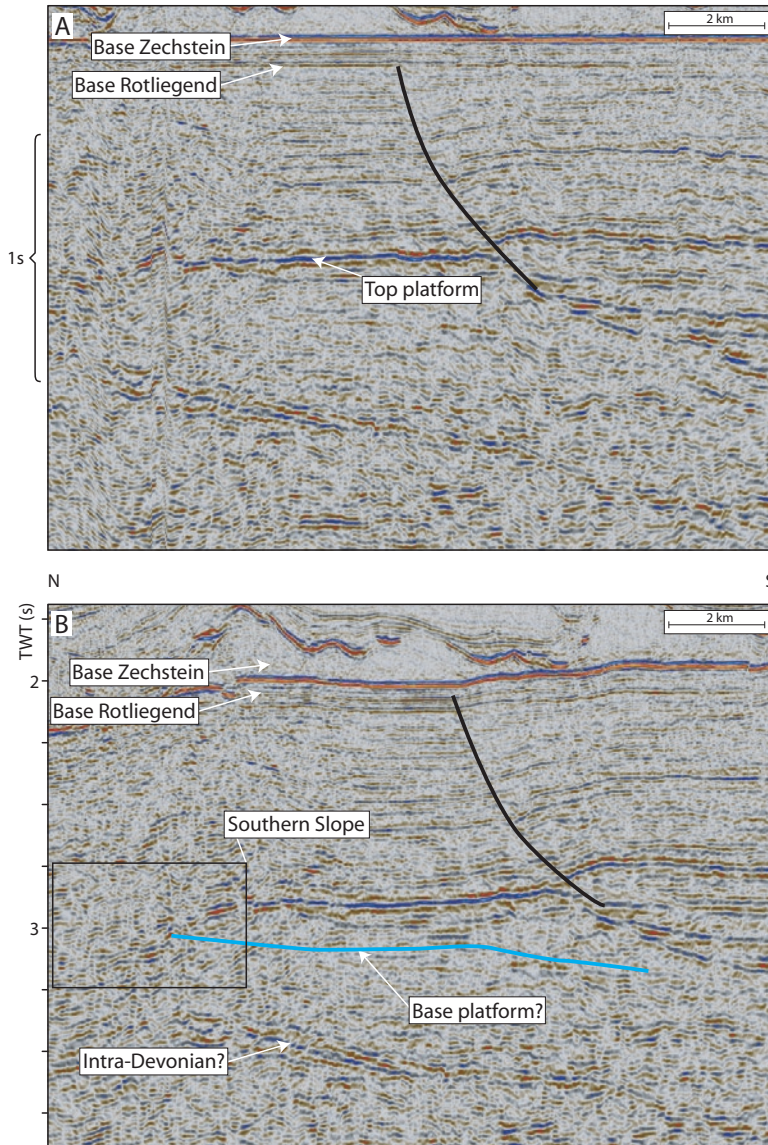 A
2 km
Base Zechstein
Base Rotliegend
1s
Top platform
N
S
TWT (s)
B
2 km
Base Zechstein
2
Base Rotliegend
Southern Slope
3
Base platform?
Intra-Devonian?